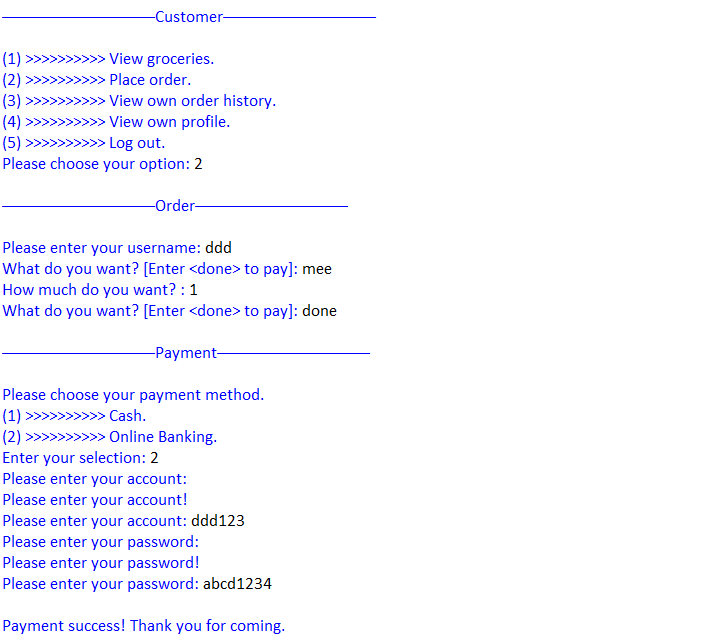 ——————————Customer——————————
(1) >>>>>>>>>> View groceries.
(2) >>>>>>>>>> Place order.
(3) >>>>>>>>>> View own order history.
(4) >>>>>>>>>> View own profile.
(5) >>>>>>>>>> Log out.
Please choose your option: 2
——————————Order——————————
Please enter your username: ddd
What do you want? [Enter <done> to pay]: mee
How much do you want? : 1
What do you want? [Enter <done> to pay]: done
——————————Payment——————————
Please choose your payment method.
(1) >>>>>>>>>> Cash.
(2) >>>>>>>>>> Online Banking.
Enter your selection: 2
Please enter your account:
Please enter your account!
Please enter your account: ddd123
Please enter your password:
Please enter your password!
Please enter your password: abcd1234
Payment success! Thank you for coming.